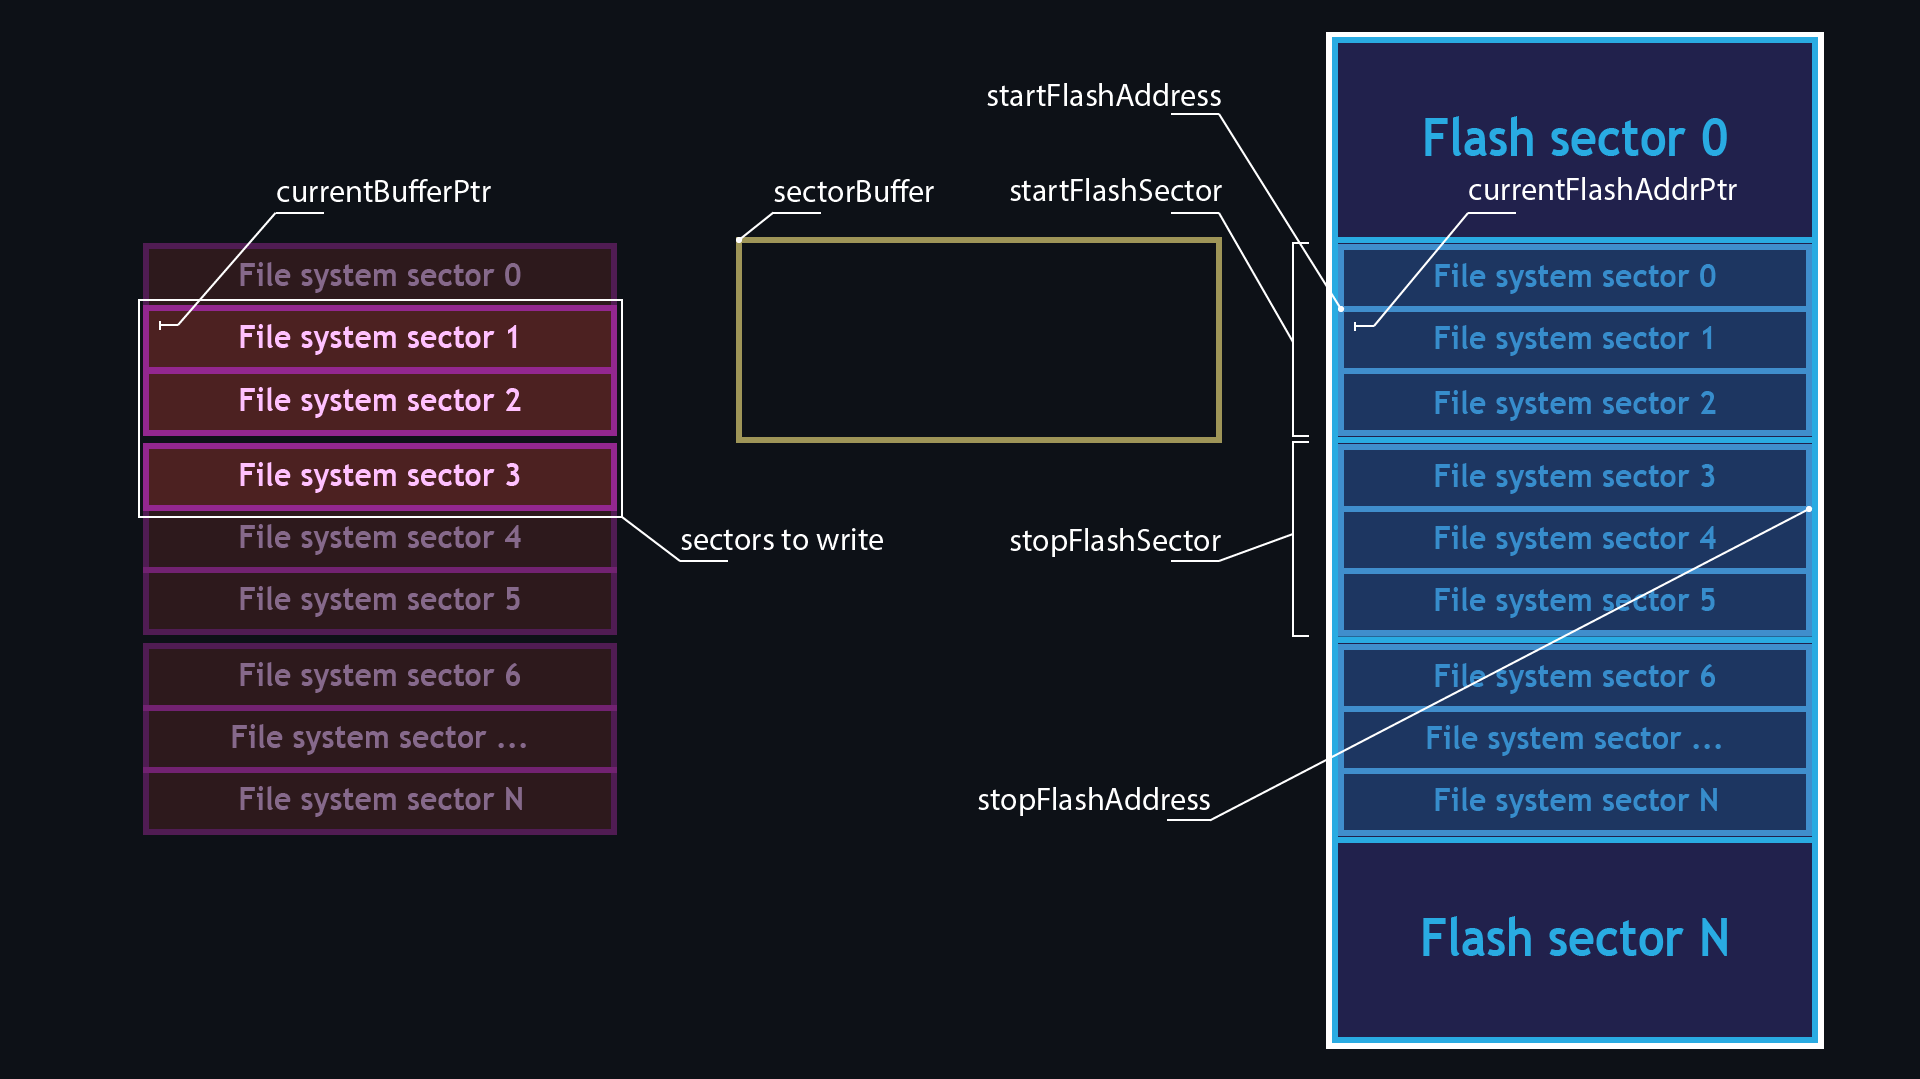 currentBufferPtr
File system sector 0
File system sector 1
File system sector 2
File system sector 3
File system sector 4
File system sector 5
File system sector 6
File system sector ...
File system sector N
sectors to write
sectorBuffer
startFlashAddress
startFlashSector
stopFlashSector
stopFlashAddress
Flash sector 0
currentFlashAddrPtr
File system sector 0
File system sector 1
File system sector 2
File system sector 3
File system sector 4
File system sector 5
File system sector 6
File system sector ...
File system sector N
Flash sector N